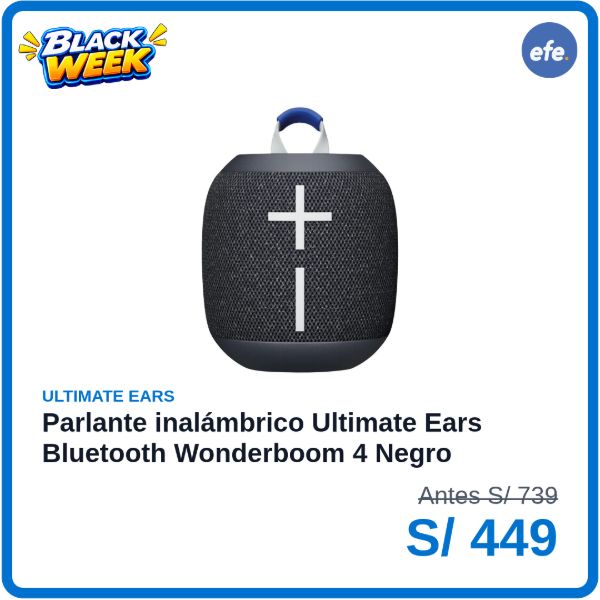 BLACK
WEEK
efe.
ULTIMATE EARS
Parlante inalámbrico Ultimate Ears
Bluetooth Wonderboom 4 Negro
Antes S/ 739
S/ 449